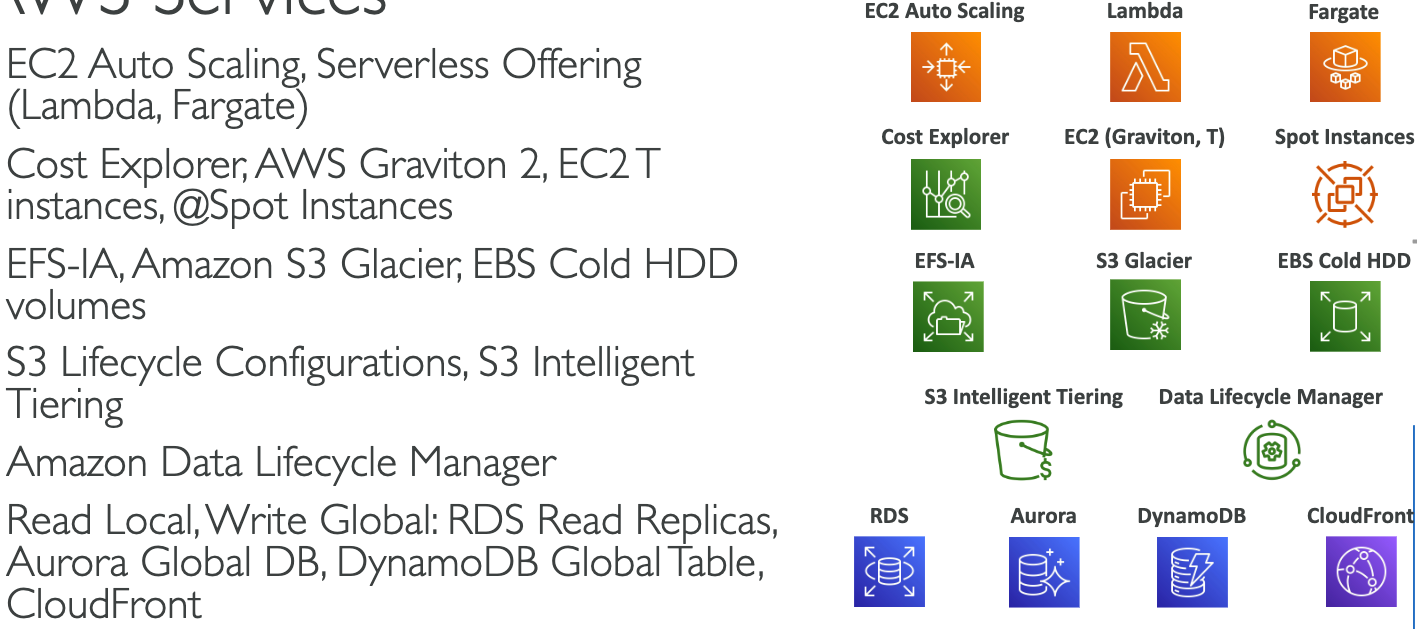 AWS Services
EC2 Auto Scaling, Serverless Offering
(Lambda, Fargate)
Cost Explorer, AWS Graviton 2, EC2 T
instances, @Spot Instances
EFS-IA, Amazon S3 Glacier, EBS Cold HDD
volumes
S3 Lifecycle Configurations, S3 Intelligent
Tiering
Amazon Data Lifecycle Manager
Read Local, Write Global: RDS Read Replicas,
Aurora Global DB, DynamoDB Global Table,
CloudFront
EC2 Auto Scaling
Lambda
Fargate
Cost Explorer
EC2 (Graviton, T)
Spot Instances
EFS-IA
S3 Glacier
EBS Cold HDD
S3 Intelligent Tiering
Data Lifecycle Manager
RDS
Aurora
DynamoDB
CloudFront